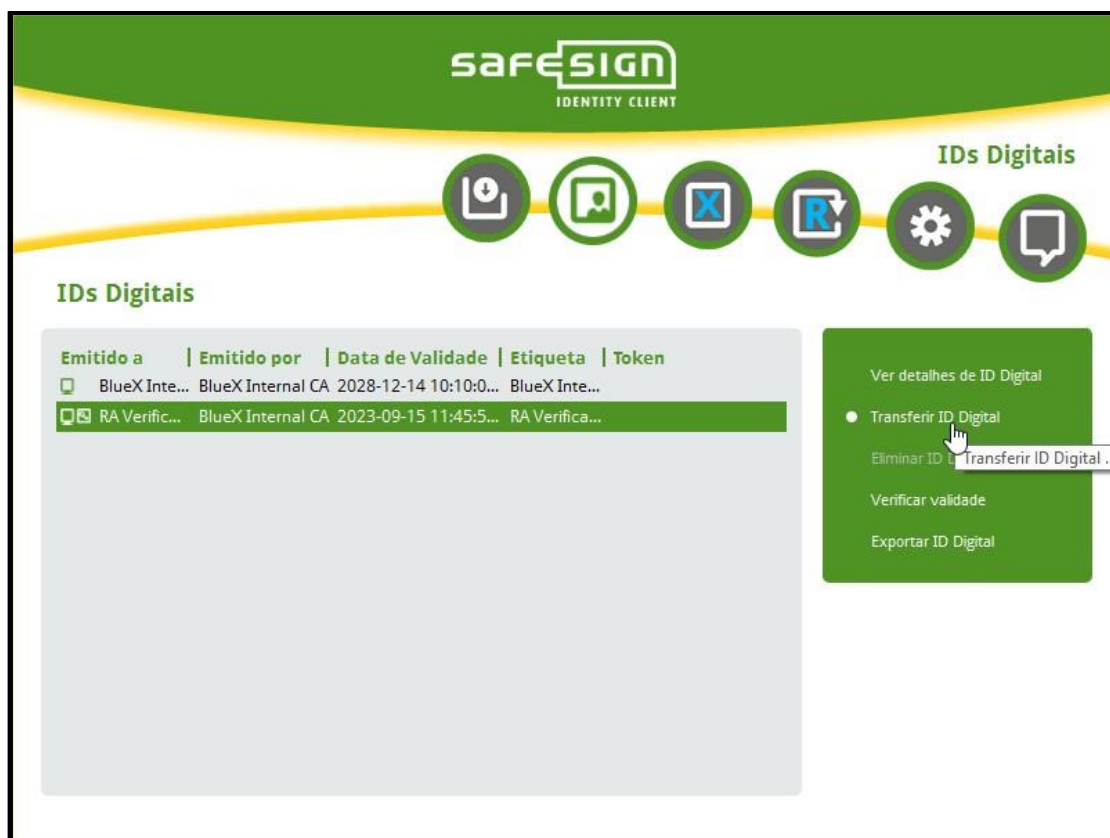 safesign
IDENTITY CLIENT
IDs Digitais
X
R
IDs Digitais
Emitido a | Emitido por | Data de Validade | Etiqueta | Token
BlueX Inte... BlueX Internal CA 2028-12-14 10:10:0... BlueX Inte...
RA Verific... BlueX Internal CA 2023-09-15 11:45:5... RA Verifica...
Ver detalhes de ID Digital
Transferir ID Digital
Eliminar ID
Transferir ID Digital .
Verificar validade
Exportar ID Digital